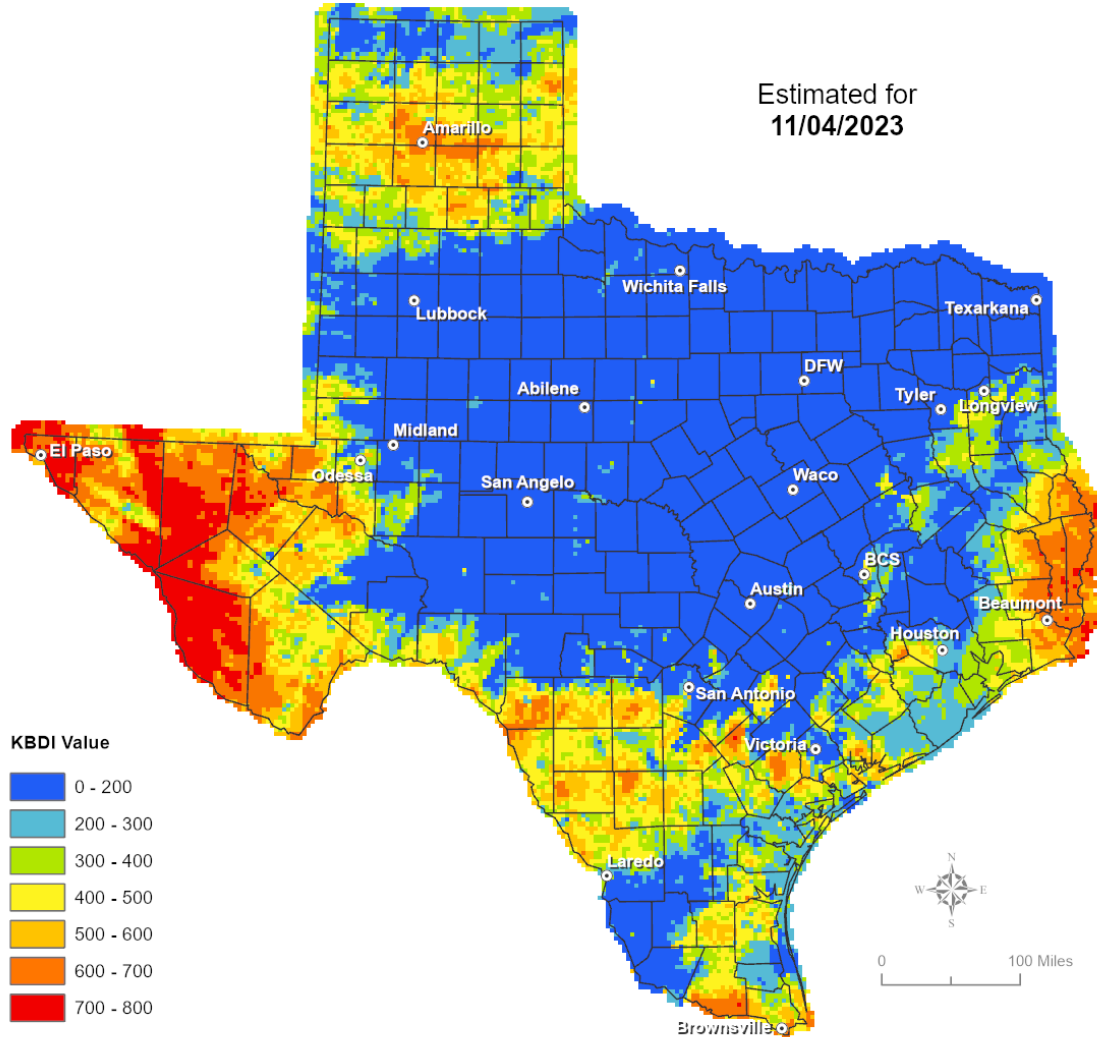 Estimated for
11/04/2023
Amarillo
Wichita Falls
Lubbock
Texarkana
DFW
Abilene
Tyler
Longview
Midland
El Paso
Odessa
San Angelo
Waco
BCS
Austin
Beaumont
Houston
San Antonio
Victoria
Laredo
Brownsville
KBDI Value
0 - 200
200 - 300
300 - 400
400 - 500
500 - 600
600 - 700
700 - 800
N
W E
S
0 100 Miles